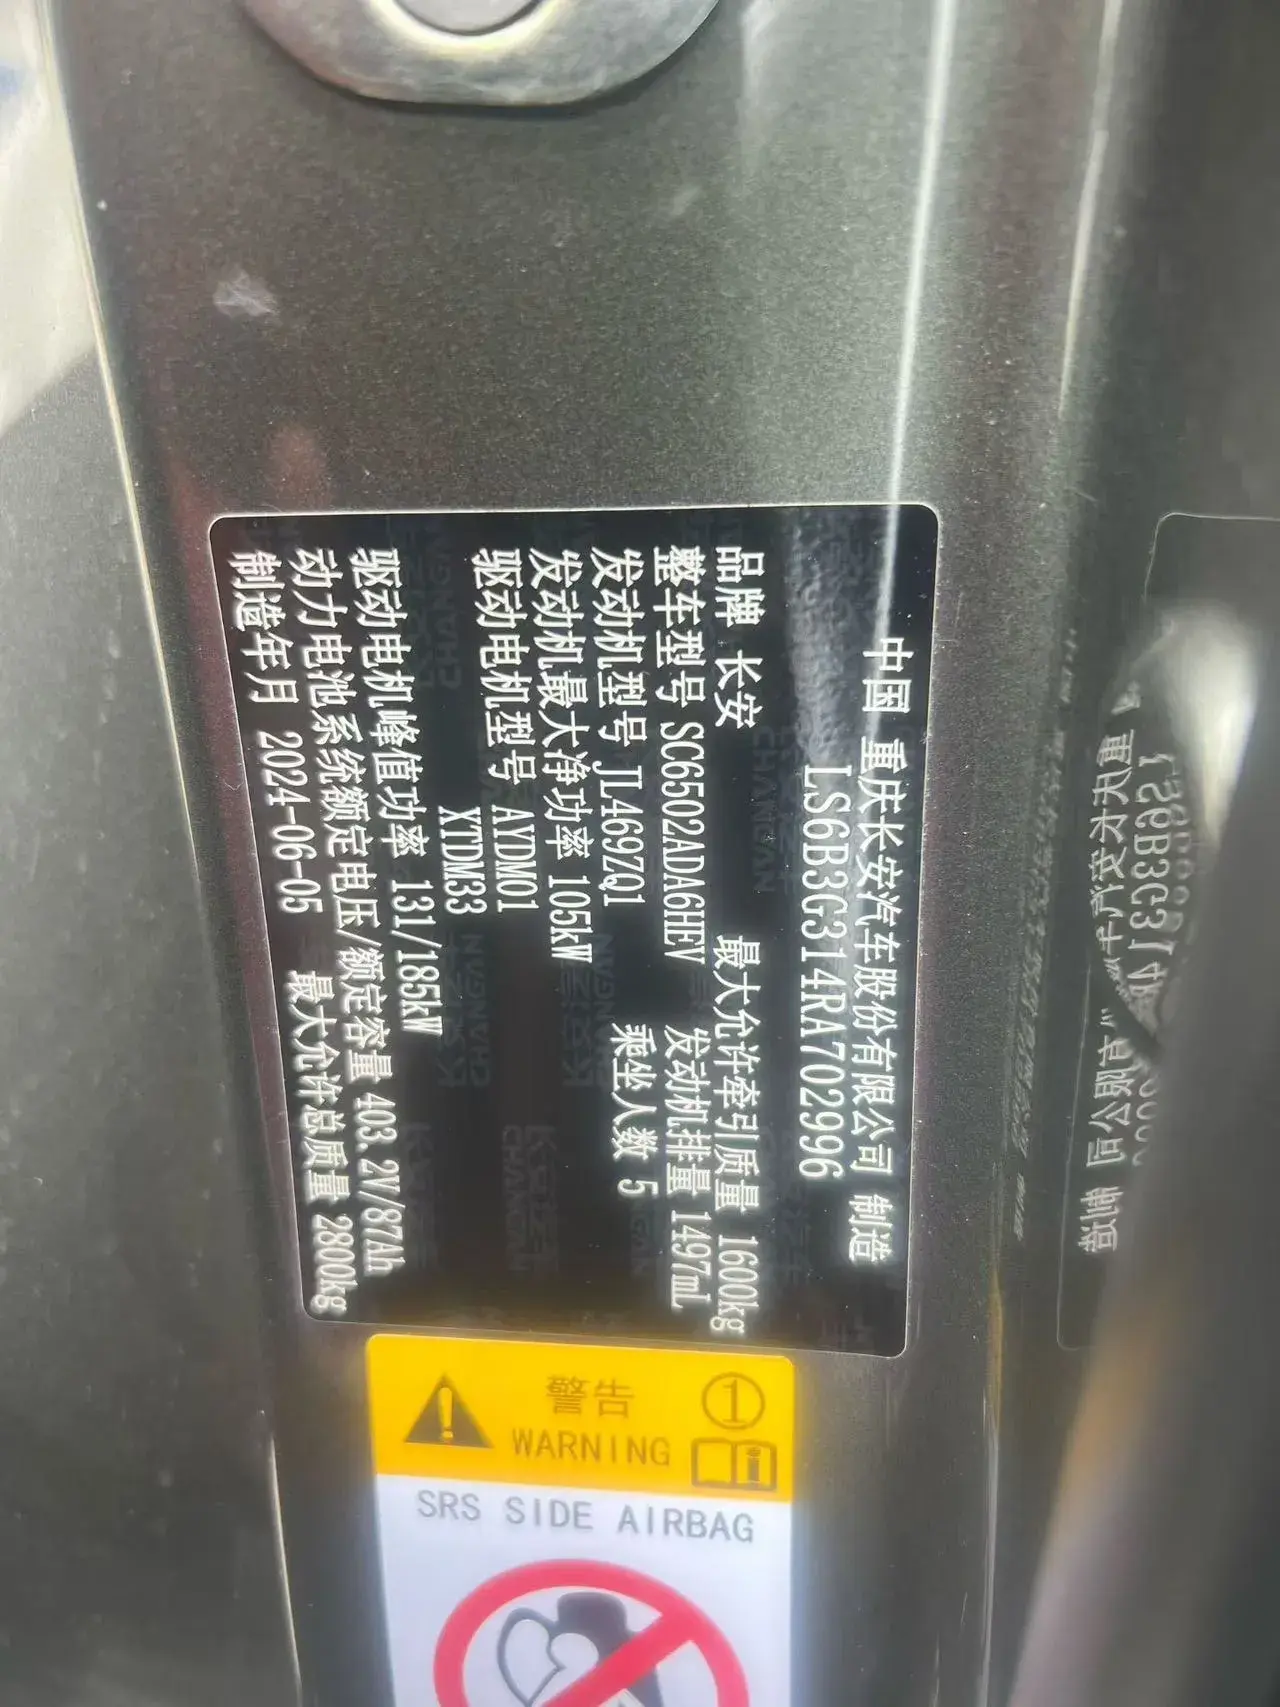 中国 重庆长安汽车股份有限公司 制造
LS6B3G314RA702996
品牌 长安 最大允许牵引质量 1600kg
整车型号 SC6502ADA6HEV 发动机排量 1497mL
发动机型号 JL469ZQ1 乘坐人数 5
发动机最大净功率 105kW
驱动电机型号 AYDM01
XTDM33
驱动电机峰值功率 131/185kW
动力电池系统额定电压/额定容量 403.2V/87Ah
制造年月 2024-06-05 最大允许总质量 2800kg
警告
WARNING
SRS SIDE AIRBAG